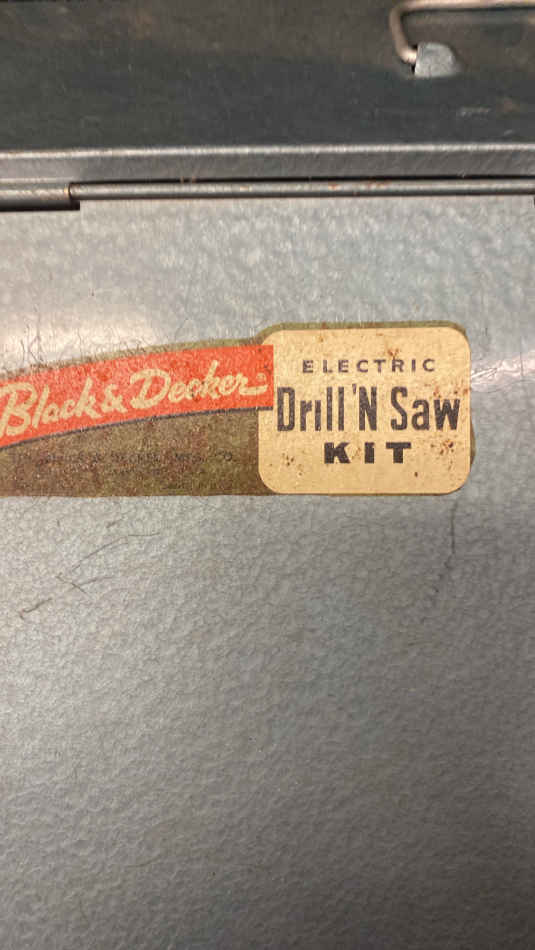 Black & Decker®
ELECTRIC
Drill 'N Saw
KIT